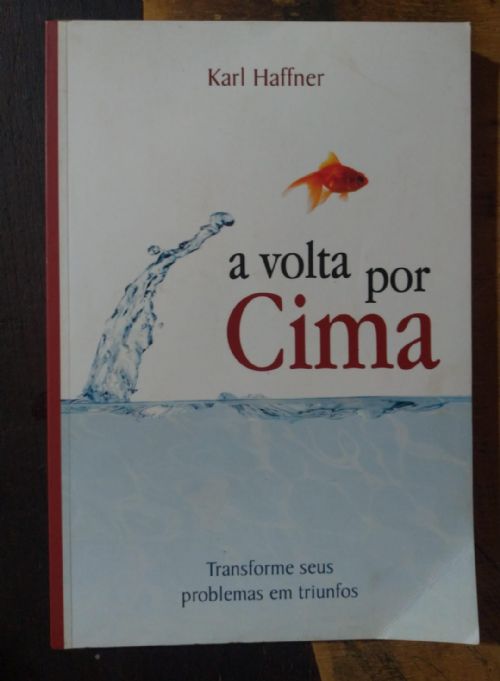 Karl Haffner
a volta por
Cima
Transforme seus
problemas em triunfos